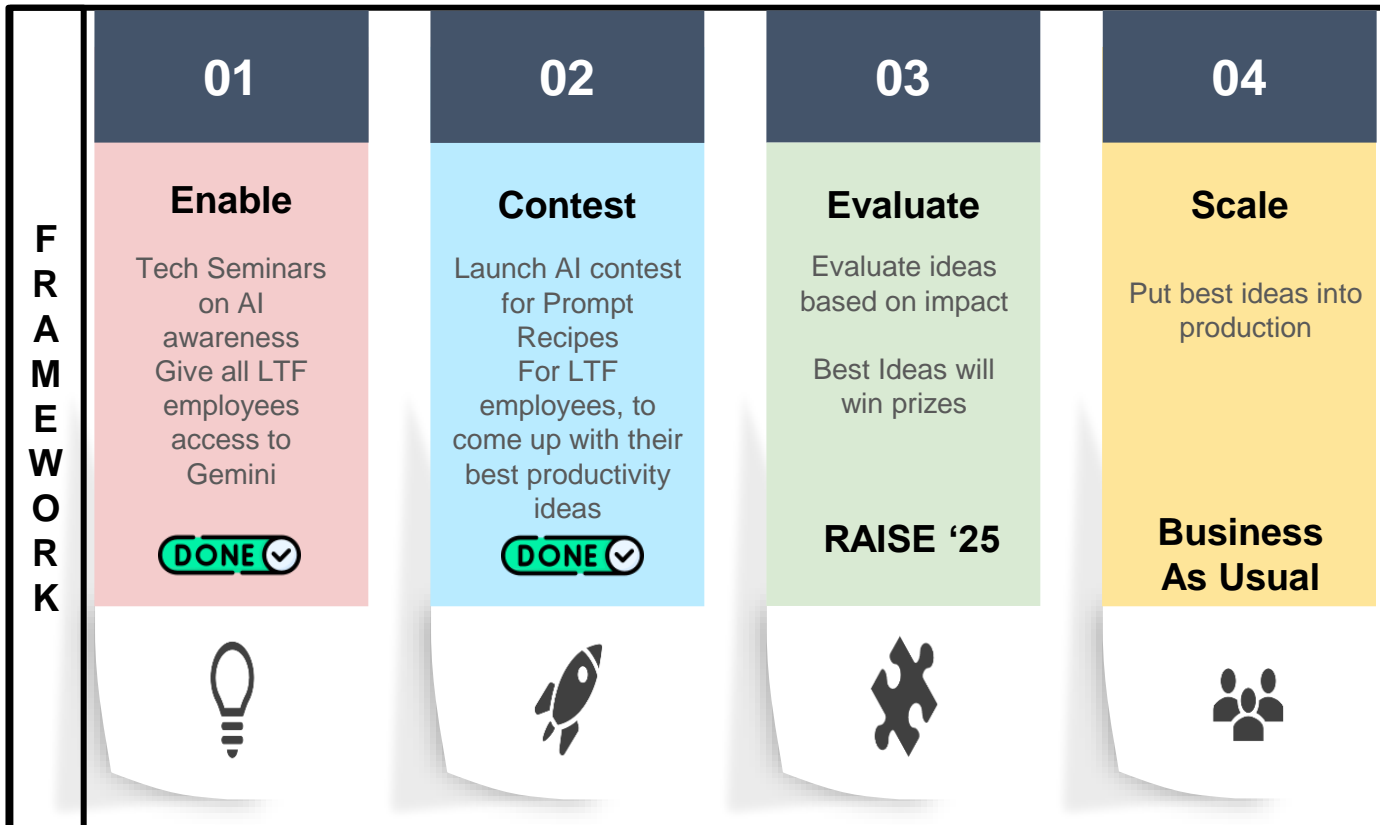 FRAMEWORK
01
Enable
Tech Seminars
on AI
awareness
Give all LTF
employees
access to
Gemini
DONE
02
Contest
Launch AI contest
for Prompt
Recipes
For LTF
employees, to
come up with their
best productivity
ideas
DONE
03
Evaluate
Evaluate ideas
based on impact
Best Ideas will
win prizes
RAISE ‘25
04
Scale
Put best ideas into
production
Business
As Usual